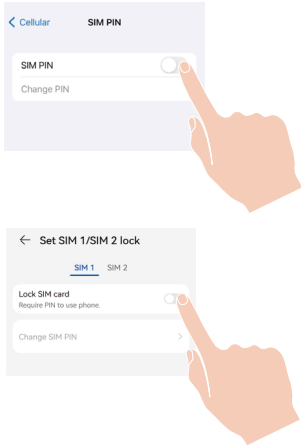 Cellular SIM PIN
SIM PIN
Change PIN
Set SIM 1/SIM 2 lock
SIM 1 SIM 2
Lock SIM card
Require PIN to use phone.
Change SIM PIN